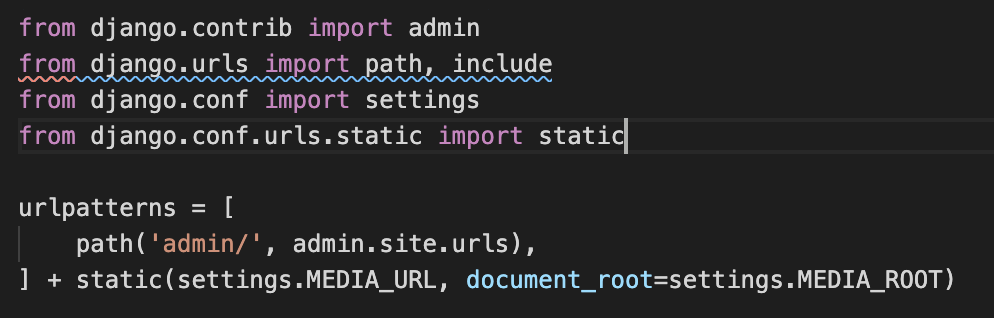 from django.contrib import admin
from django.urls import path, include
from django.conf import settings
from django.conf.urls.static import static
urlpatterns = [
    path('admin/', admin.site.urls),
] + static(settings.MEDIA_URL, document_root=settings.MEDIA_ROOT)